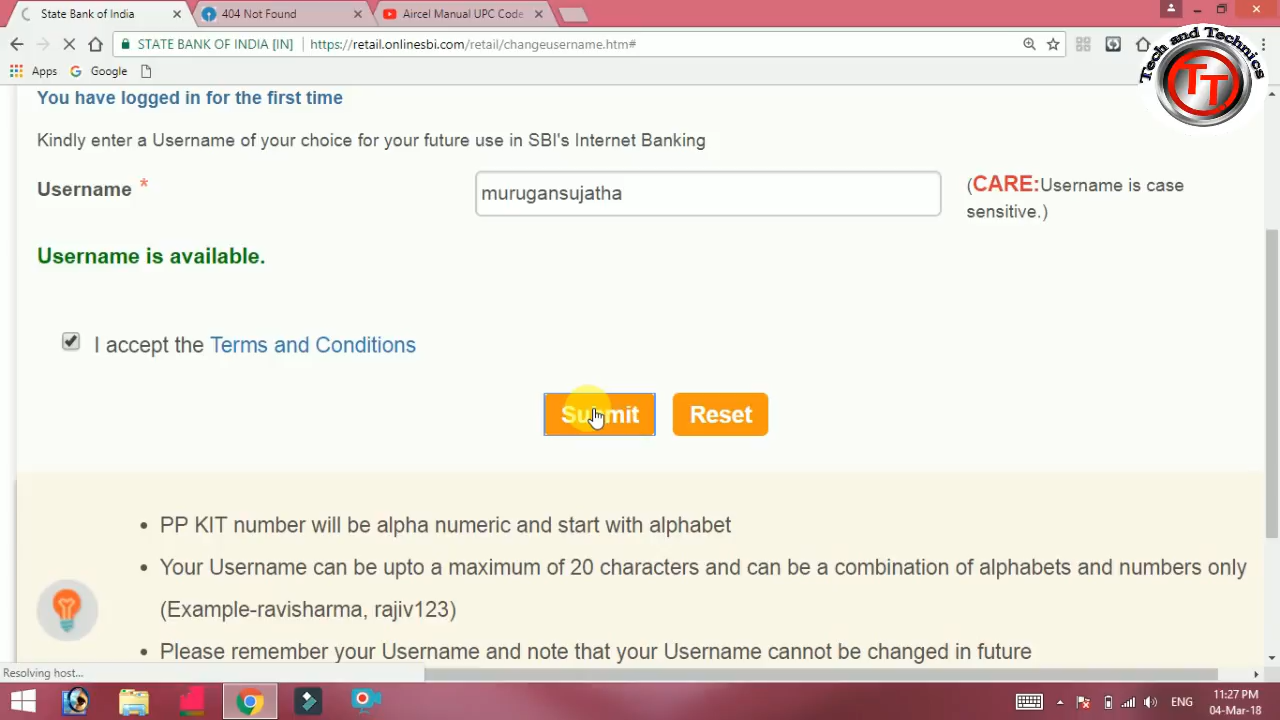 State Bank of India
404 Not Found
Aircel Manual UPC Code
STATE BANK OF INDIA [IN]
https://retail.onlinesbi.com/retail/changeusername.htm#
Apps
Google
Tech and Technics
TT
You have logged in for the first time
Kindly enter a Username of your choice for your future use in SBI's Internet Banking
Username *
murugansujatha
(CARE:Username is case
sensitive.)
Username is available.
I accept the Terms and Conditions
Submit
Reset
• PP KIT number will be alpha numeric and start with alphabet
• Your Username can be upto a maximum of 20 characters and can be a combination of alphabets and numbers only
(Example-ravisharma, rajiv123)
• Please remember your Username and note that your Username cannot be changed in future
Resolving host...
ENG
11:27 PM
04-Mar-18